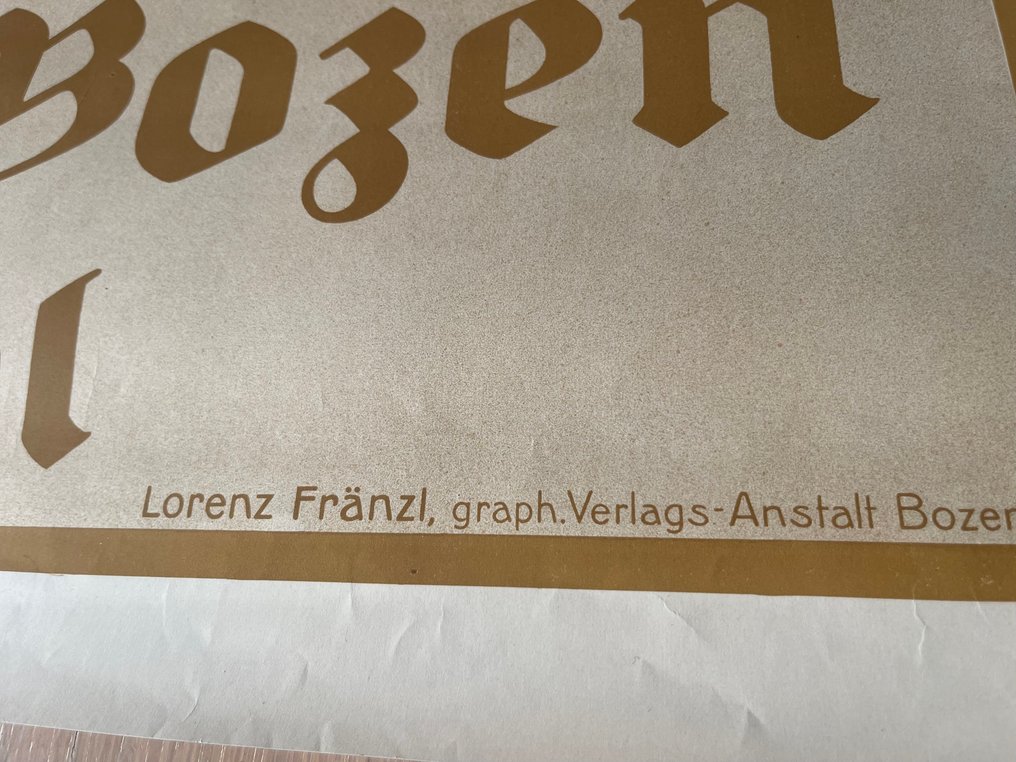 Bozen
l
Lorenz Fränzl, graph. Verlags-Anstalt Bozen